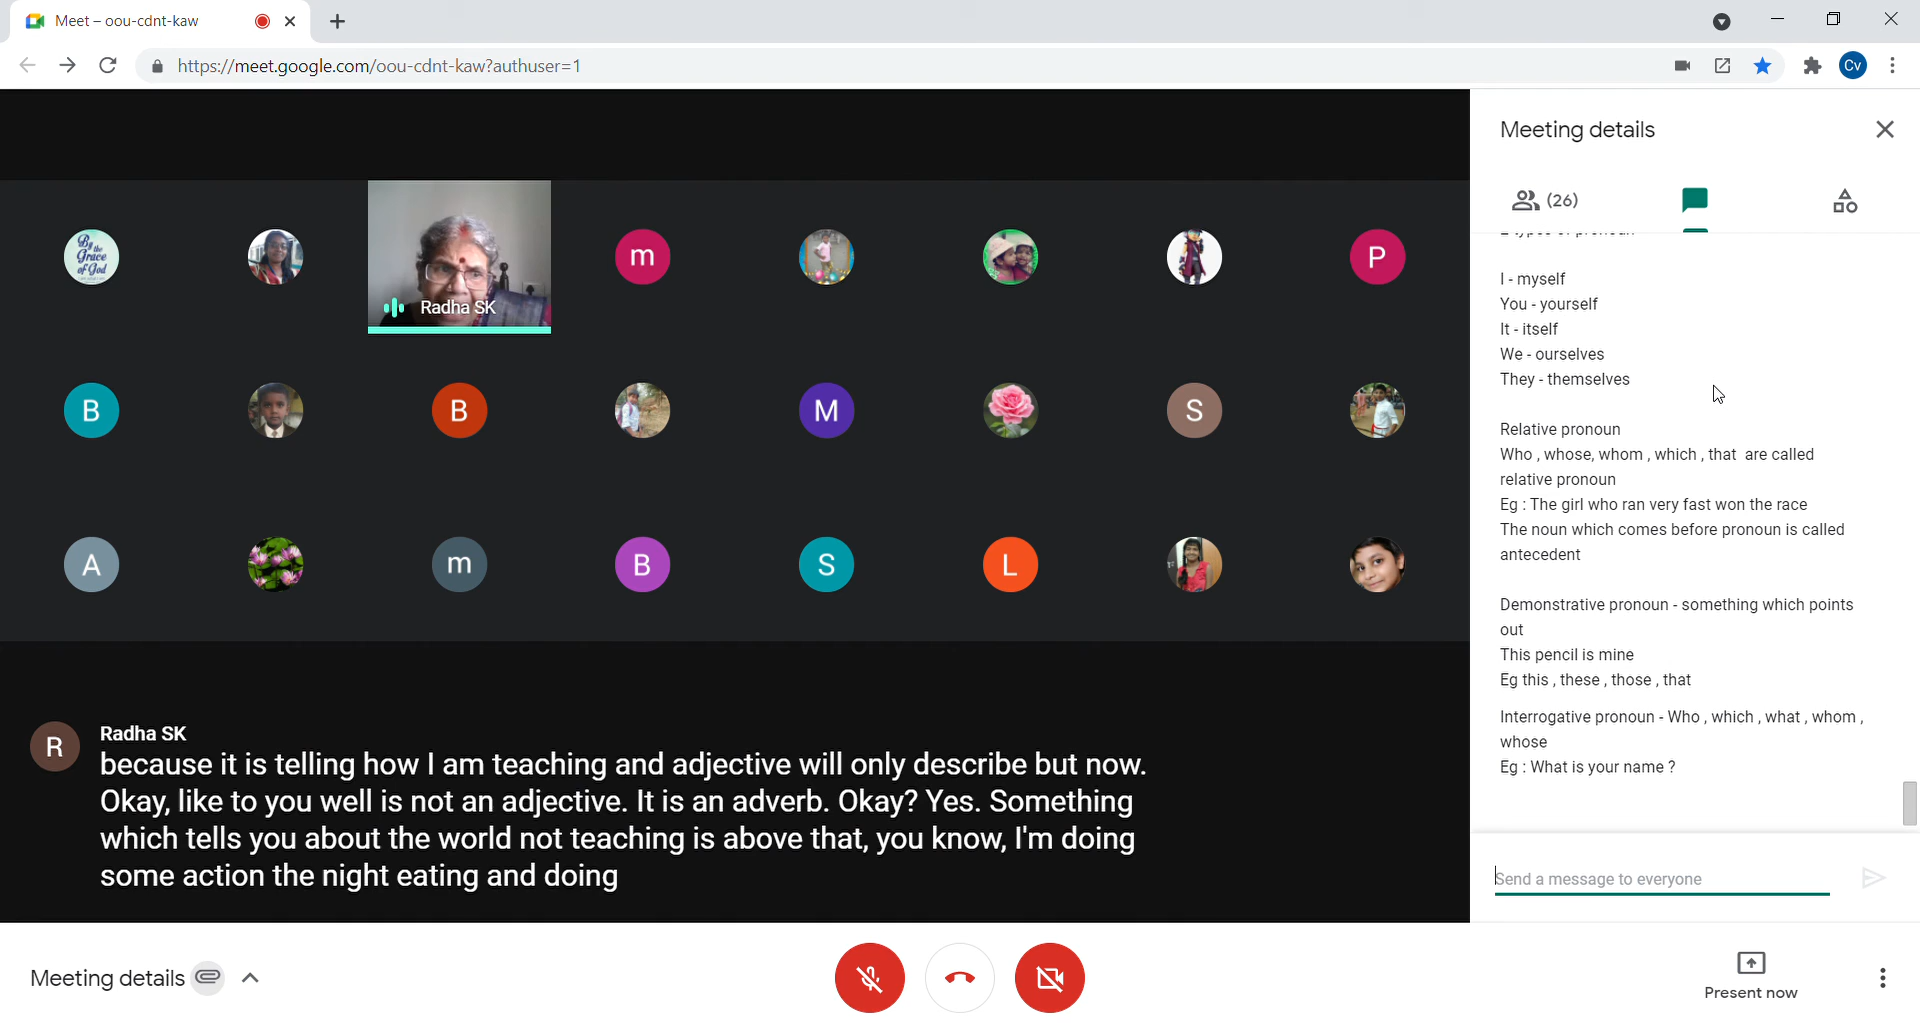 Meet – oou-cdnt-kaw
https://meet.google.com/oou-cdnt-kaw?authuser=1
Cv
Meeting details
(26)
By the Grace of God
Radha SK
m
P
B
B
M
S
A
m
B
S
L
I - myself
You - yourself
It - itself
We - ourselves
They - themselves
Relative pronoun
Who , whose, whom , which , that are called
relative pronoun
Eg : The girl who ran very fast won the race
The noun which comes before pronoun is called
antecedent
Demonstrative pronoun - something which points
out
This pencil is mine
Eg this , these , those , that
Interrogative pronoun - Who , which , what , whom ,
whose
Eg : What is your name ?
Send a message to everyone
R
Radha SK
because it is telling how I am teaching and adjective will only describe but now.
Okay, like to you well is not an adjective. It is an adverb. Okay? Yes. Something
which tells you about the world not teaching is above that, you know, I'm doing
some action the night eating and doing
Meeting details
Present now